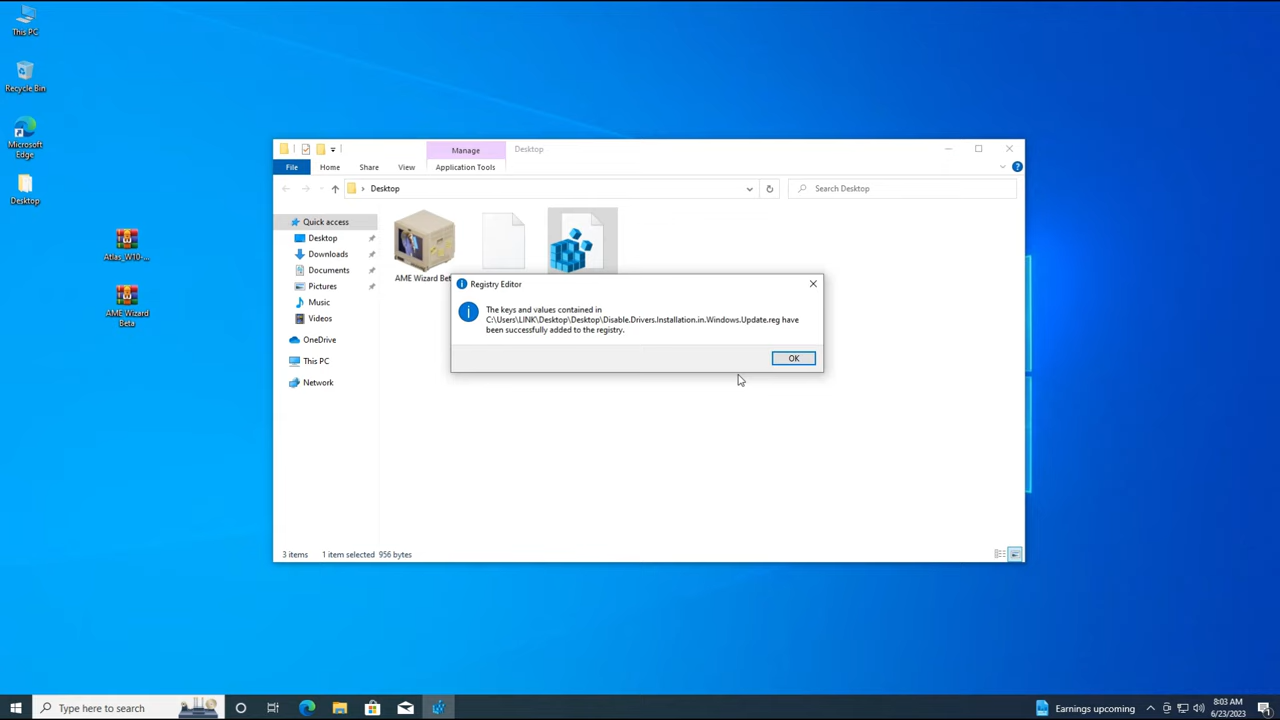 This PC
Recycle Bin
Microsoft
Edge
Desktop
Atlas_W10-...
AME Wizard
Beta
Manage
Desktop
File
Home
Share
View
Application Tools
Desktop
Search Desktop
Quick access
Desktop
Downloads
Documents
Pictures
Music
Videos
OneDrive
This PC
Network
AME Wizard Bet
Registry Editor
The keys and values contained in
C:\Users\LINK\Desktop\Desktop\Disable.Drivers.Installation.in.Windows.Update.reg have
been successfully added to the registry.
OK
3 items
1 item selected 956 bytes
Type here to search
Earnings upcoming
8:03 AM
6/23/2023
1